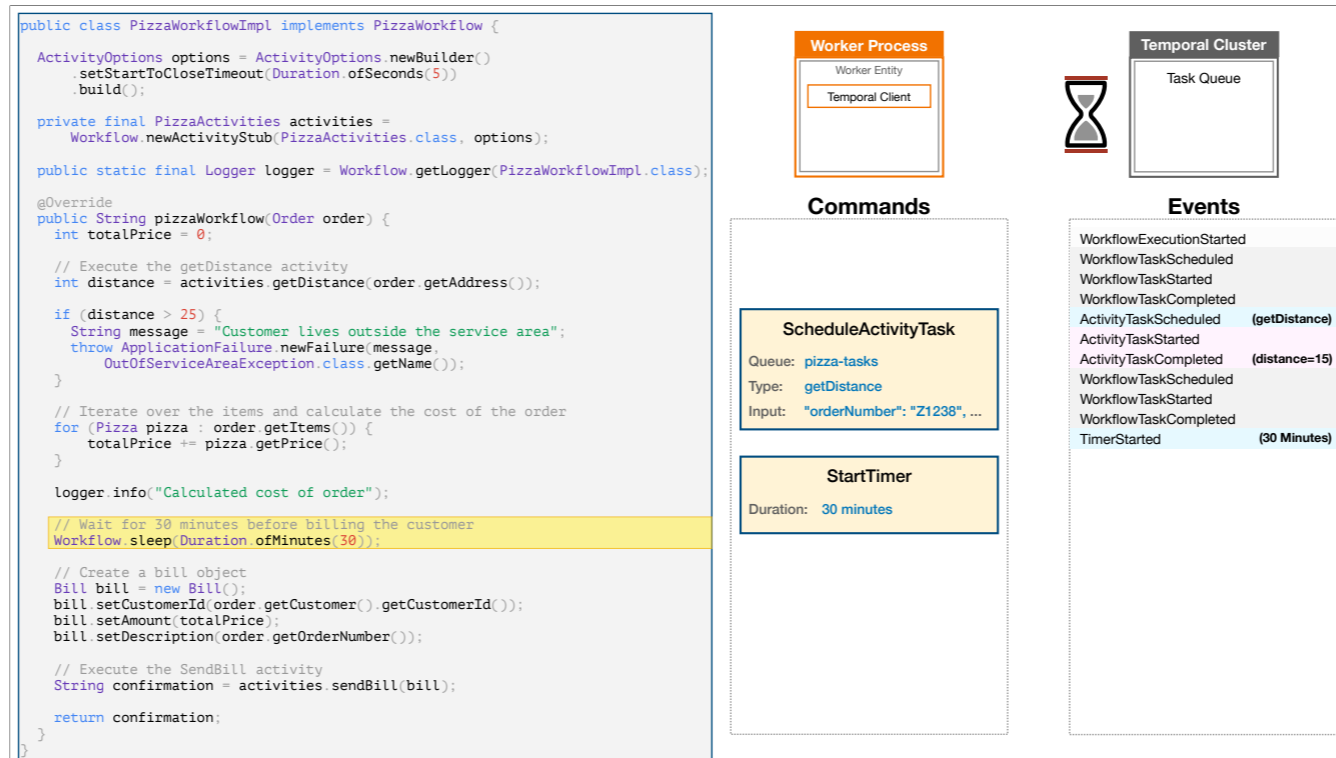 public class PizzaWorkflowImpl implements PizzaWorkflow {
ActivityOptions options = ActivityOptions.newBuilder()
.setStartToCloseTimeout(Duration.ofSeconds(5))
.build();
private final PizzaActivities activities =
Workflow.newActivityStub(PizzaActivities.class, options);
public static final Logger logger = Workflow.getLogger(PizzaWorkflowImpl.class);
@Override
public String pizzaWorkflow(Order order) {
int totalPrice = 0;
// Execute the getDistance activity
int distance = activities.getDistance(order.getAddress());
if (distance > 25) {
String message = "Customer lives outside the service area";
throw ApplicationFailure.newFailure(message,
OutOfServiceAreaException.class.getName());
}
// Iterate over the items and calculate the cost of the order
for (Pizza pizza : order.getItems()) {
totalPrice += pizza.getPrice();
}
logger.info("Calculated cost of order");
// Wait for 30 minutes before billing the customer
Workflow.sleep(Duration.ofMinutes(30));
// Create a bill object
Bill bill = new Bill();
bill.setCustomerId(order.getCustomer().getCustomerId());
bill.setAmount(totalPrice);
bill.setDescription(order.getOrderNumber());
// Execute the SendBill activity
String confirmation = activities.sendBill(bill);
return confirmation;
}
}
Worker Process
Worker Entity
Temporal Client
Temporal Cluster
Task Queue
Commands
ScheduleActivityTask
Queue: pizza-tasks
Type: getDistance
Input: "orderNumber": "Z1238", ...
StartTimer
Duration: 30 minutes
Events
WorkflowExecutionStarted
WorkflowTaskScheduled
WorkflowTaskStarted
WorkflowTaskCompleted
ActivityTaskScheduled (getDistance)
ActivityTaskStarted
ActivityTaskCompleted (distance=15)
WorkflowTaskScheduled
WorkflowTaskStarted
WorkflowTaskCompleted
TimerStarted (30 Minutes)